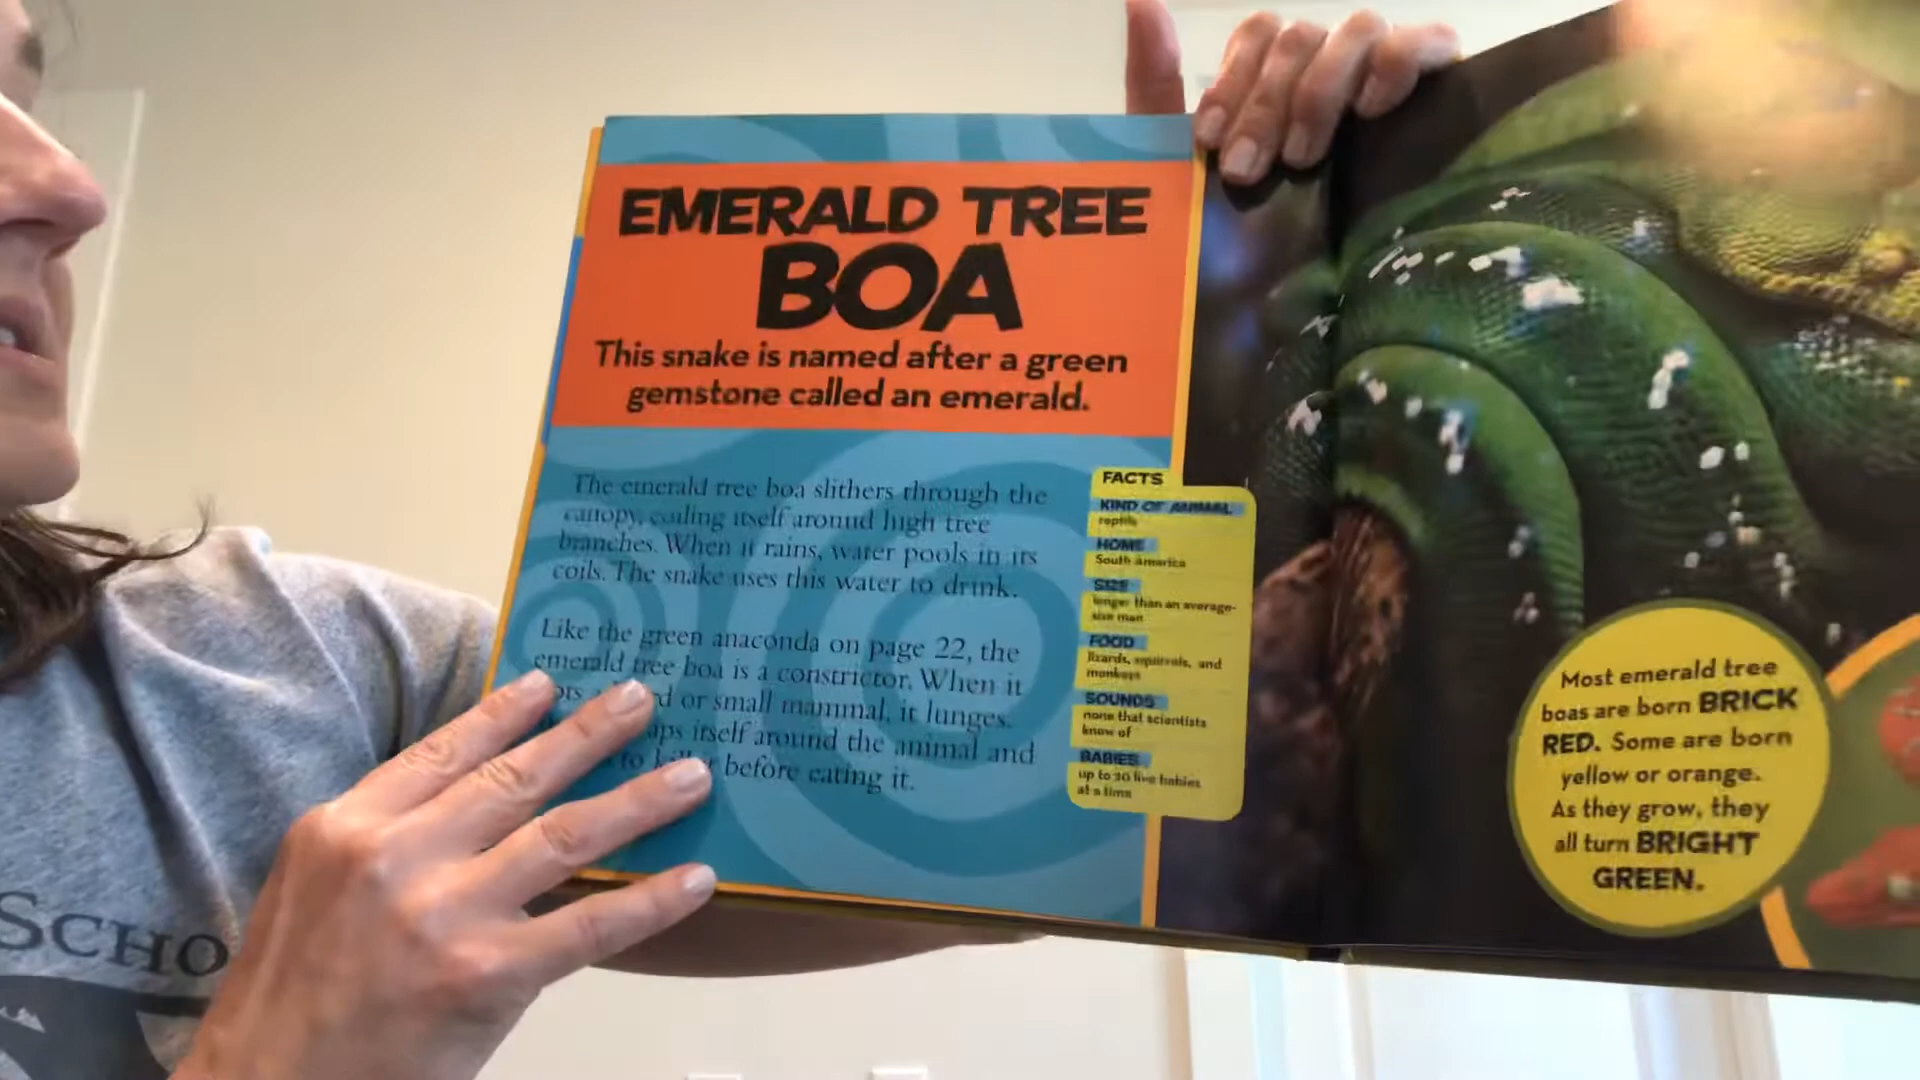 EMERALD TREE
BOA
This snake is named after a green
gemstone called an emerald.
The emerald tree boa slithers through the
canopy, coiling itself around high tree
branches. When it rains, water pools in its
coils. The snake uses this water to drink.
Like the green anaconda on page 22, the
emerald tree boa is a constrictor. When it
or small mammal, it lunges.
itself around the animal and
to before eating it.
FACTS
KIND OF ANIMAL
reptile
HOME
South America
SIZE
longer than an average-
size man
FOOD
lizards, squirrels, and
monkeys
SOUNDS
none that scientists
know of
BABIES
up to 20 live babies
at a time
Most emerald tree
boas are born BRICK
RED. Some are born
yellow or orange.
As they grow, they
all turn BRIGHT
GREEN.
SCHO